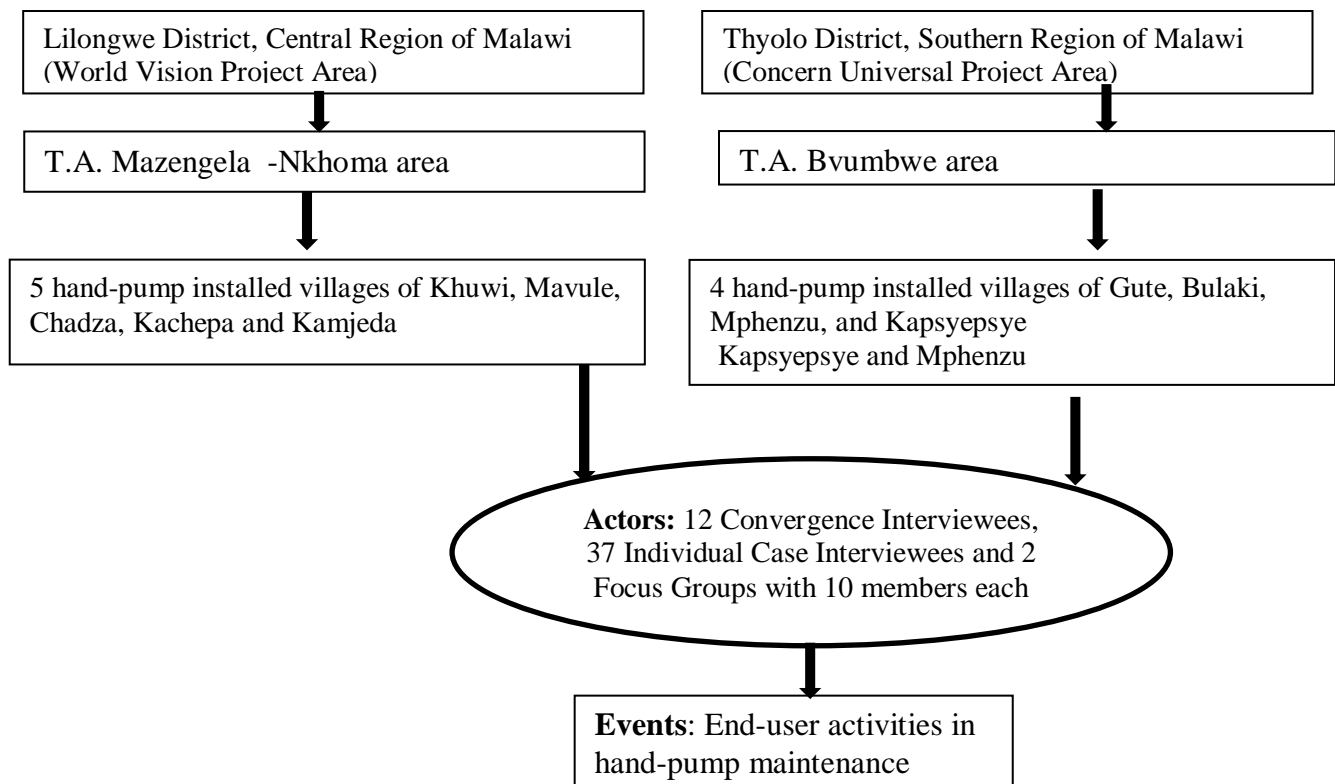 Lilongwe District, Central Region of Malawi
(World Vision Project Area)
Thyolo District, Southern Region of Malawi
(Concern Universal Project Area)
T.A. Mazengela -Nkhoma area
T.A. Bvumbwe area
5 hand-pump installed villages of Khuwi, Mavule,
Chadza, Kachepa and Kamjeda
4 hand-pump installed villages of Gute, Bulaki,
Mphenzu, and Kapsyepsye
Kapsyepsye and Mphenzu
Actors: 12 Convergence Interviewees,
37 Individual Case Interviewees and 2
Focus Groups with 10 members each
Events: End-user activities in
hand-pump maintenance